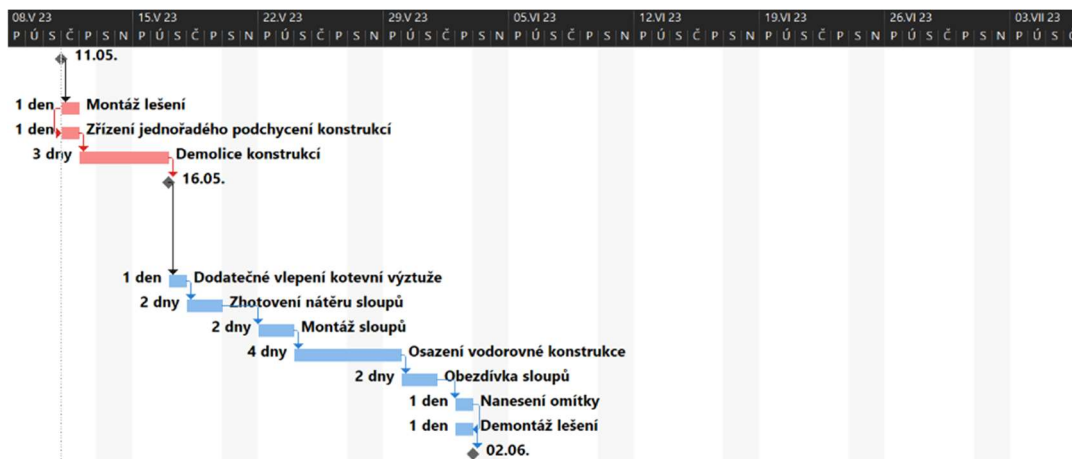 08.V 23 15.V 23 22.V 23 29.V 23 05.VI 23 12.VI 23 19.VI 23 26.VI 23 03.VII 23
P Ú S Č P S N P Ú S Č P S N P Ú S Č P S N P Ú S Č P S N P Ú S Č P S N P Ú S Č P S N P Ú S Č P S N P Ú S Č P S N P Ú S
11.05.
1 den Montáž lešení
1 den Zřízení jednořadého podchycení konstrukcí
3 dny Demolice konstrukcí
16.05.
1 den Dodatečné vlepení kotevní výztuže
2 dny Zhotovení nátěru sloupů
2 dny Montáž sloupů
4 dny Osazení vodorovné konstrukce
2 dny Obezdívka sloupů
1 den Nanesení omítky
1 den Demontáž lešení
02.06.